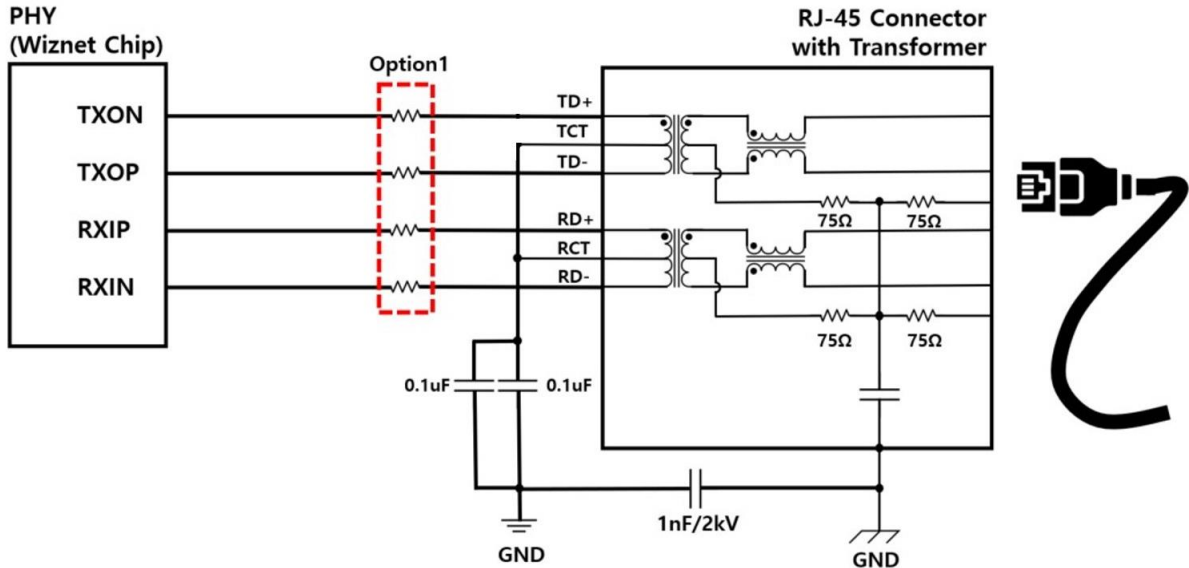 PHY
(Wiznet Chip)
RJ-45 Connector
with Transformer
Option1
TXON
TD+
TCT
TXOP
TD-
75Ω
75Ω
RXIP
RD+
RCT
RXIN
RD-
75Ω
75Ω
0.1uF
0.1uF
1nF/2kV
GND
GND